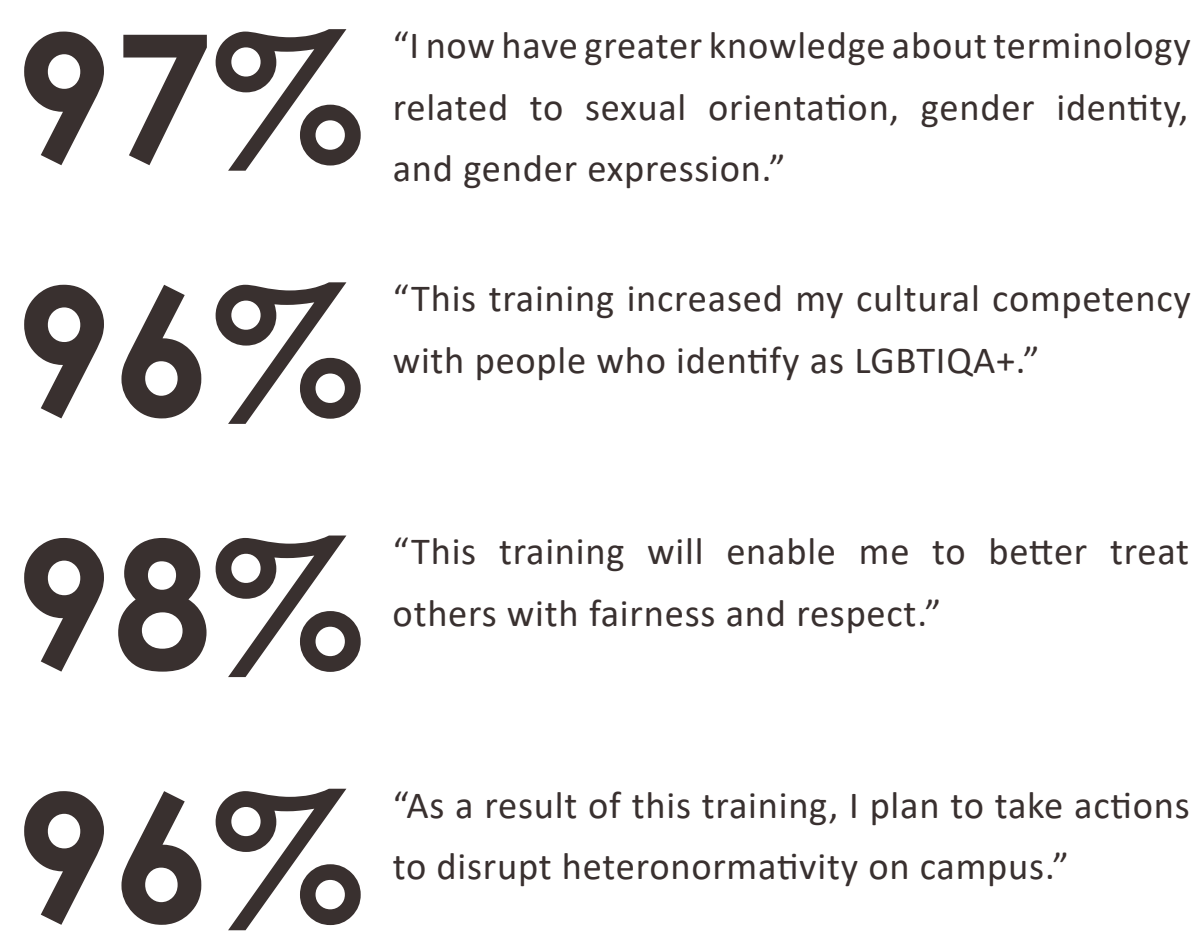 97%
“I now have greater knowledge about terminology
related to sexual orientation, gender identity,
and gender expression.”
96%
“This training increased my cultural competency
with people who identify as LGBTIQA+.”
98%
“This training will enable me to better treat
others with fairness and respect.”
96%
“As a result of this training, I plan to take actions
to disrupt heteronormativity on campus.”